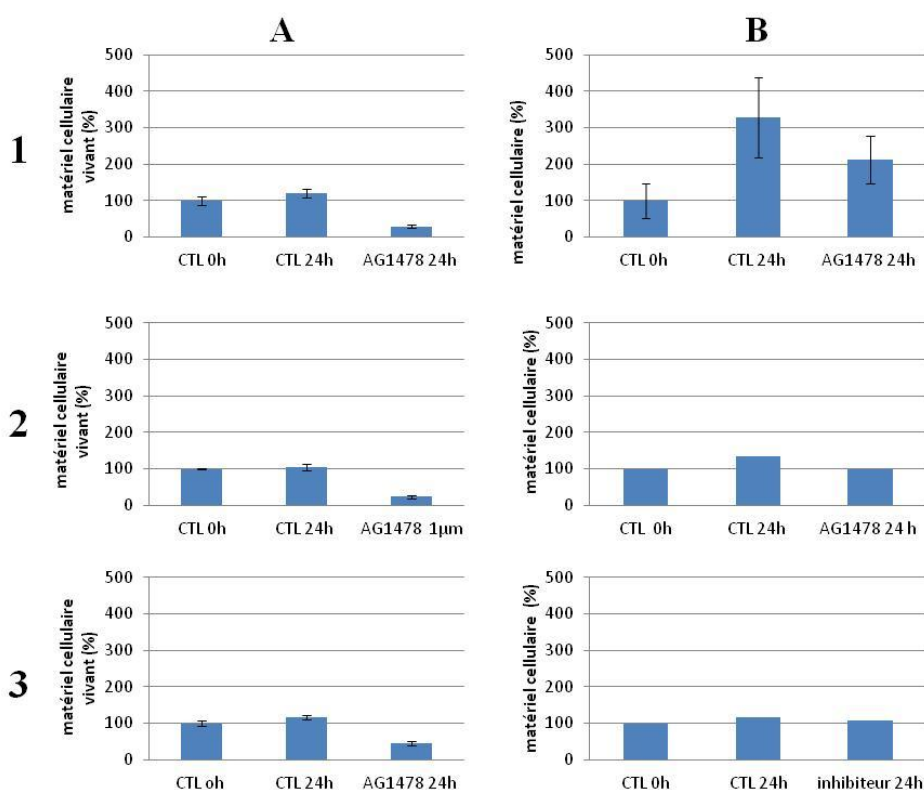 A
B
1
matériel cellulaire
vivant (%)
500
400
300
200
100
0
CTL 0h
CTL 24h
AG1478 24h
matériel cellulaire (%)
500
400
300
200
100
0
CTL 0h
CTL 24h
AG1478 24h
2
matériel cellulaire
vivant (%)
500
400
300
200
100
0
CTL 0h
CTL 24h
AG1478 1µm
matériel cellulaire (%)
500
400
300
200
100
0
CTL 0h
CTL 24h
AG1478 24 h
3
matériel cellulaire
vivant (%)
500
400
300
200
100
0
CTL oh
CTL 24h
AG1478 24h
matériel cellulaire (%)
500
400
300
200
100
0
CTL 0h
CTL 24h
inhibiteur 24h